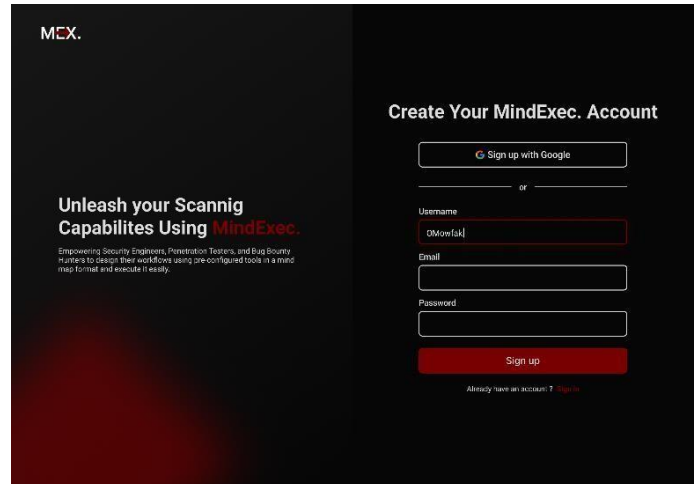 MEX.
Unleash your Scannig
Capabilites Using MindExec.
Empowering Security Engineers, Penetration Testers, and Bug Bounty
Hunters to design their workflows using pre-configured tools in a mind
map format and execute it easily.
Create Your MindExec. Account
G Sign up with Google
or
Username
OMowfak
Email
Password
Sign up
Already have an account ? Sign in